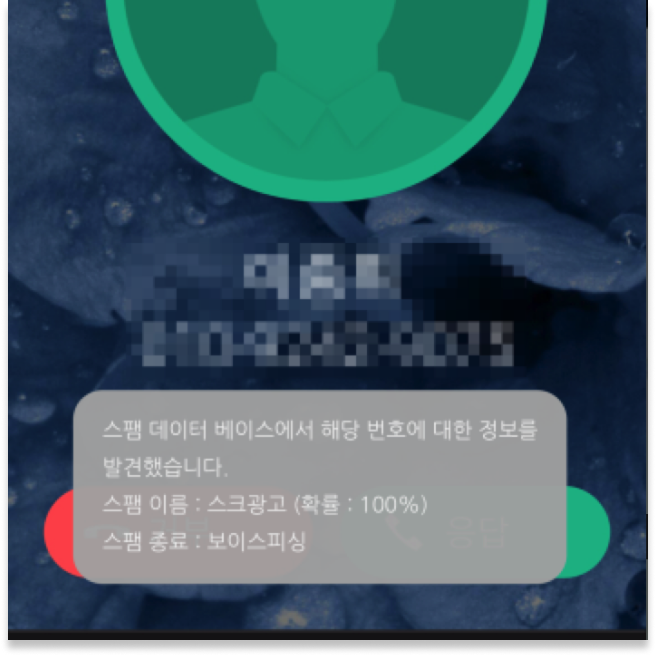 스팸 데이터 베이스에서 해당 번호에 대한 정보를
발견했습니다.
스팸 이름 : 스크광고 (확률 : 100%)
스팸 종료 : 보이스피싱
응답